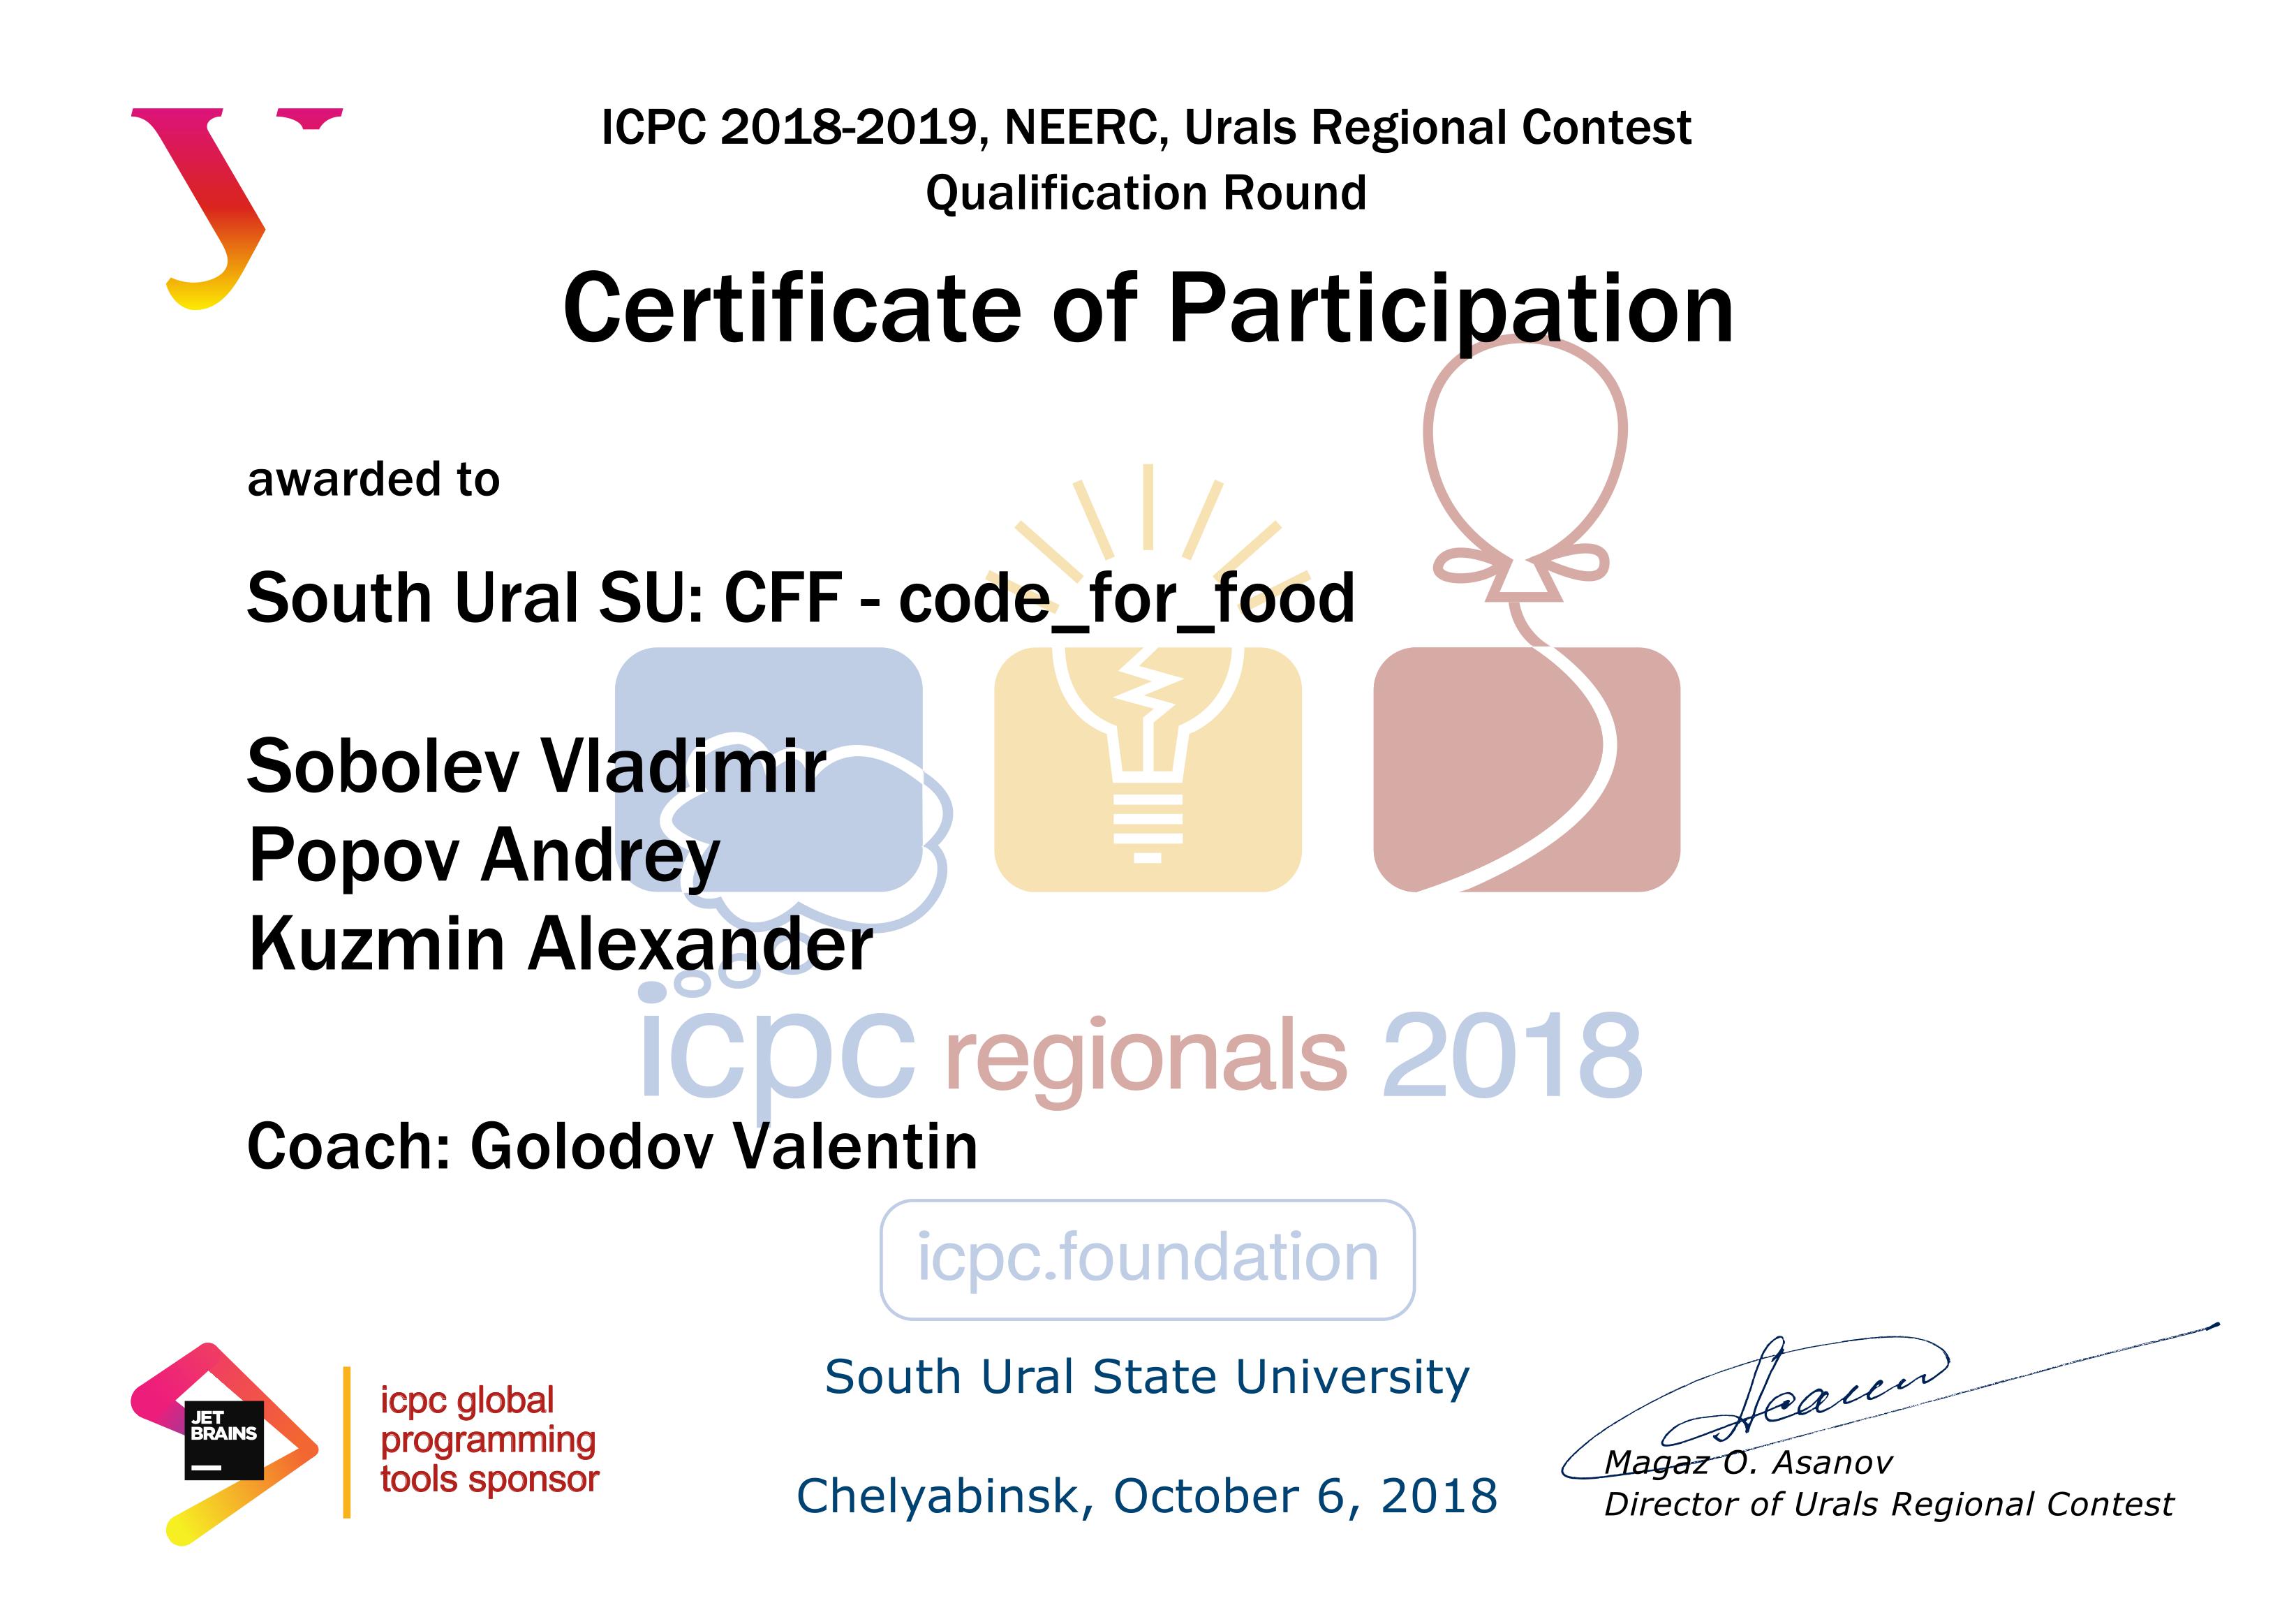 ICPC 2018-2019, NEERC, Urals Regional Contest
Qualification Round
Certificate of Participation
awarded to
South Ural SU: CFF - code_for_food
Sobolev Vladimir
Popov Andrey
Kuzmin Alexander
icpc regionals 2018
Coach: Golodov Valentin
icpc.foundation
JET
BRAINS
icpc global
programming
tools sponsor
South Ural State University
Chelyabinsk, October 6, 2018
Magaz O. Asanov
Director of Urals Regional Contest